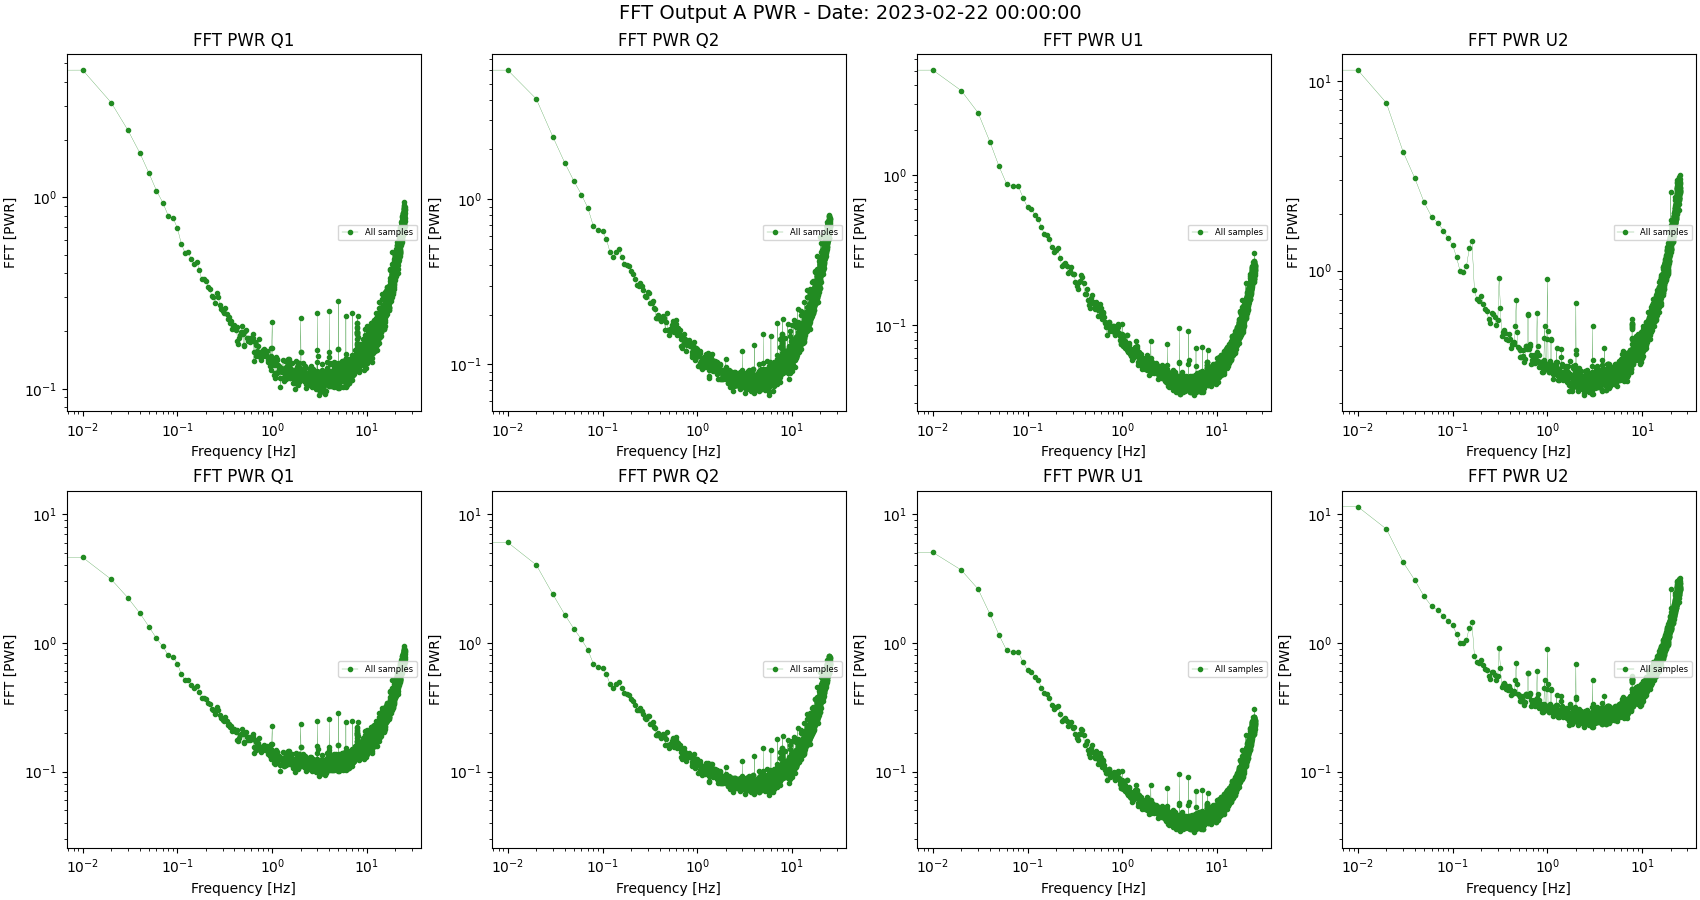 FFT Output A PWR - Date: 2023-02-22 00:00:00
FFT PWR Q1
FFT [PWR]
10⁰
10⁻¹
All samples
10⁻² 10⁻¹ 10⁰ 10¹
Frequency [Hz]
FFT PWR Q2
FFT [PWR]
10⁰
10⁻¹
All samples
10⁻² 10⁻¹ 10⁰ 10¹
Frequency [Hz]
FFT PWR U1
FFT [PWR]
10⁰
10⁻¹
All samples
10⁻² 10⁻¹ 10⁰ 10¹
Frequency [Hz]
FFT PWR U2
FFT [PWR]
10¹
10⁰
All samples
10⁻² 10⁻¹ 10⁰ 10¹
Frequency [Hz]
FFT PWR Q1
FFT [PWR]
10¹
10⁰
10⁻¹
All samples
10⁻² 10⁻¹ 10⁰ 10¹
Frequency [Hz]
FFT PWR Q2
FFT [PWR]
10¹
10⁰
10⁻¹
All samples
10⁻² 10⁻¹ 10⁰ 10¹
Frequency [Hz]
FFT PWR U1
FFT [PWR]
10¹
10⁰
10⁻¹
All samples
10⁻² 10⁻¹ 10⁰ 10¹
Frequency [Hz]
FFT PWR U2
FFT [PWR]
10¹
10⁰
10⁻¹
All samples
10⁻² 10⁻¹ 10⁰ 10¹
Frequency [Hz]